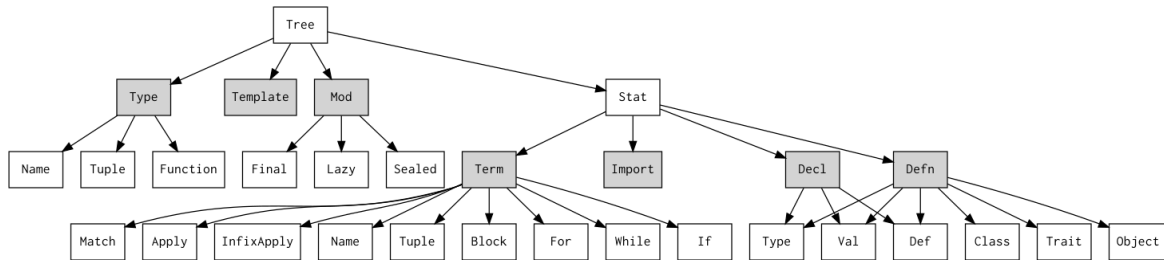 Tree
Type Template Mod Stat
Name Tuple Function Final Lazy Sealed Term Import Decl Defn
Match Apply InfixApply Name Tuple Block For While If Type Val Def Class Trait Object